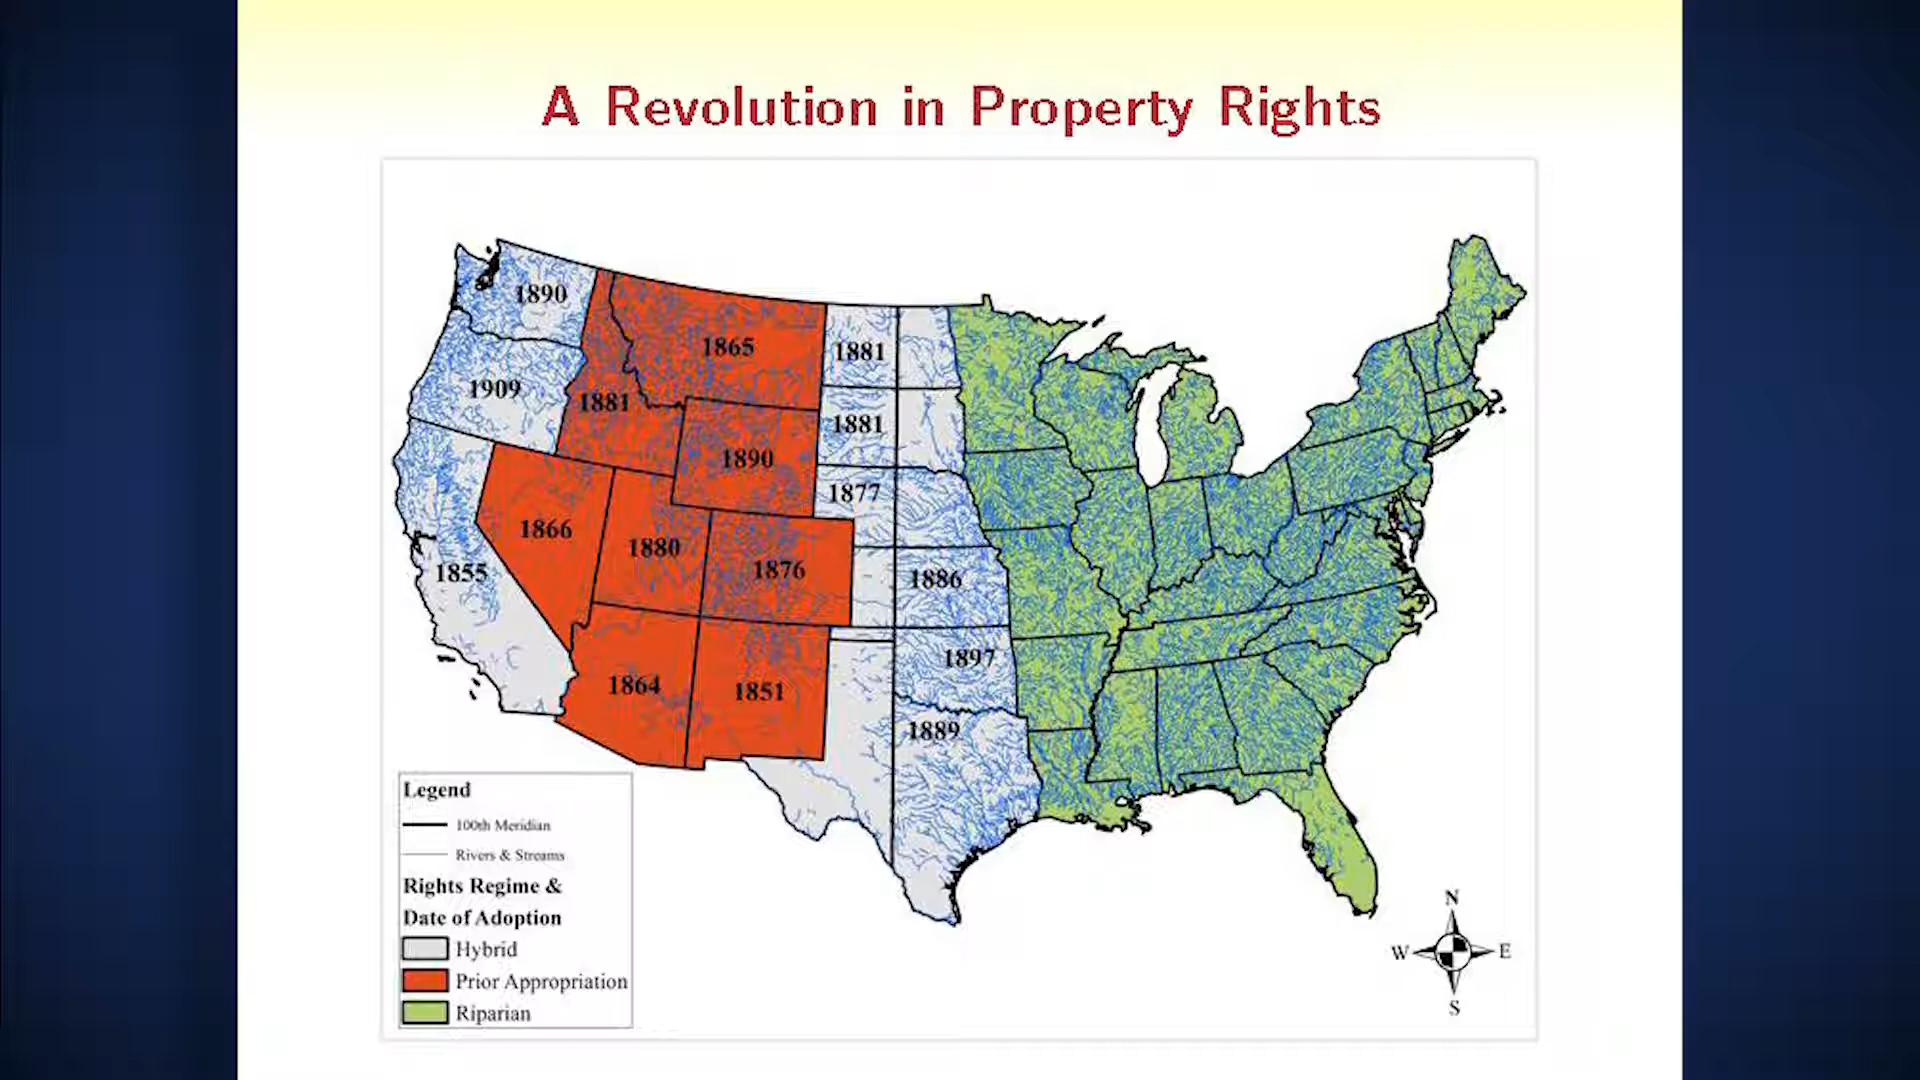 A Revolution in Property Rights
1890
1865
1881
1909
1881
1881
1890
1877
1866
1880
1876
1855
1886
1864
1851
1897
1889
Legend
100th Meridian
Rivers & Streams
Rights Regime &
Date of Adoption
Hybrid
Prior Appropriation
Riparian
N
W E
S